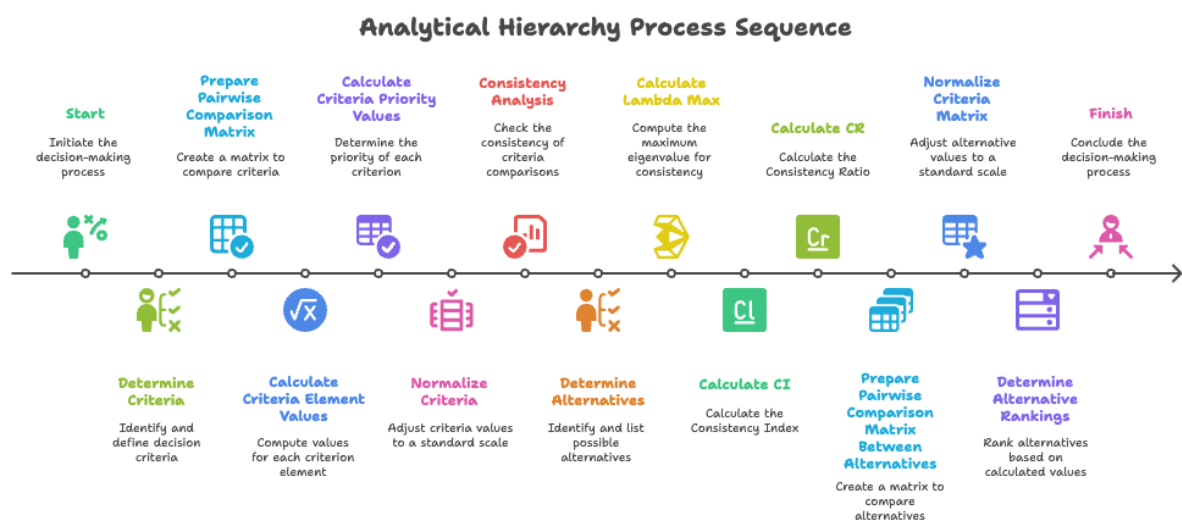 Analytical Hierarchy Process Sequence
Start
Initiate the
decision-making
process
Determine
Criteria
Identify and
define decision
criteria
Prepare
Pairwise
Comparison
Matrix
Create a matrix to
compare criteria
Calculate
Criteria Element
Values
Compute values
for each criterion
element
Calculate
Criteria Priority
Values
Determine the
priority of each
criterion
Normalize
Criteria
Adjust criteria values
to a standard scale
Consistency
Analysis
Check the
consistency of
criteria
comparisons
Determine
Alternatives
Identify and list
possible
alternatives
Calculate
Lambda Max
Compute the
maximum
eigenvalue for
consistency
CI
Calculate CI
Calculate the
Consistency Index
Calculate CR
Calculate the
Consistency Ratio
Cr
Prepare
Pairwise
Comparison
Matrix
Between
Alternatives
Create a matrix to
compare
alternatives
Normalize
Criteria
Matrix
Adjust alternative
values to a
standard scale
Determine
Alternative
Rankings
Rank alternatives
based on
calculated values
Finish
Conclude the
decision-making
process
√x